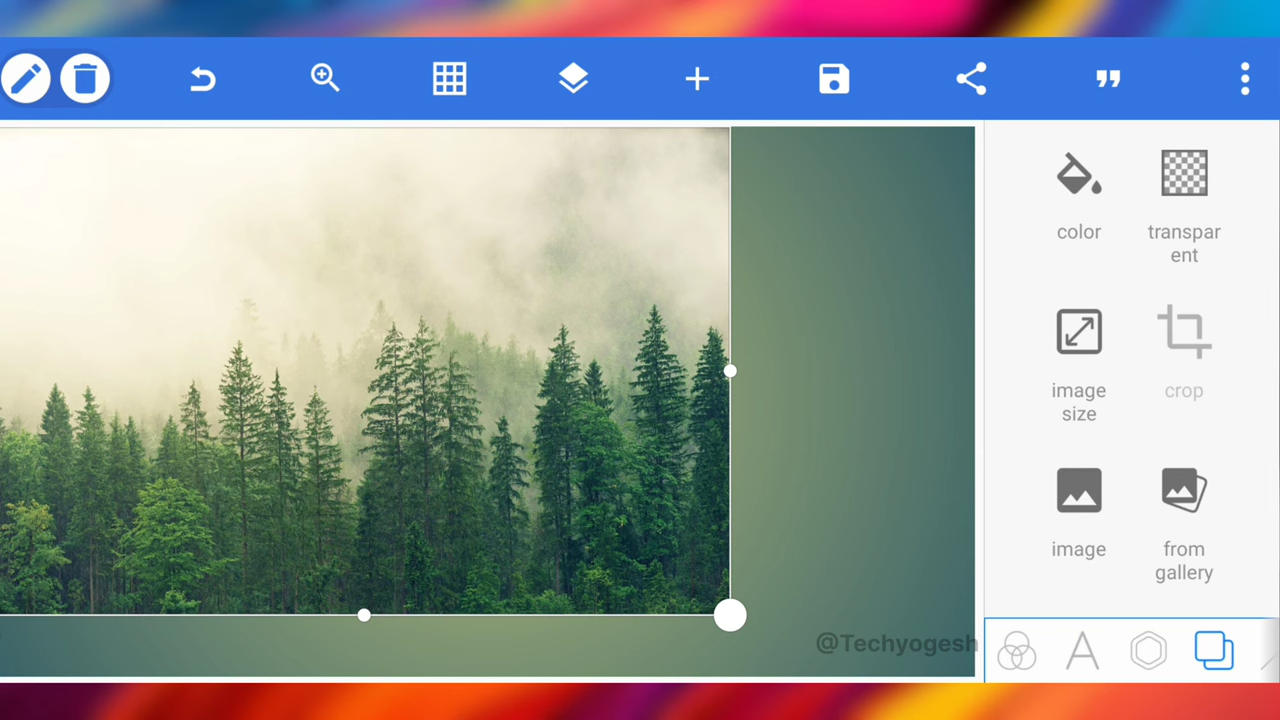 color
transpar
ent
image
size
crop
image
from
gallery
@Techyogesh